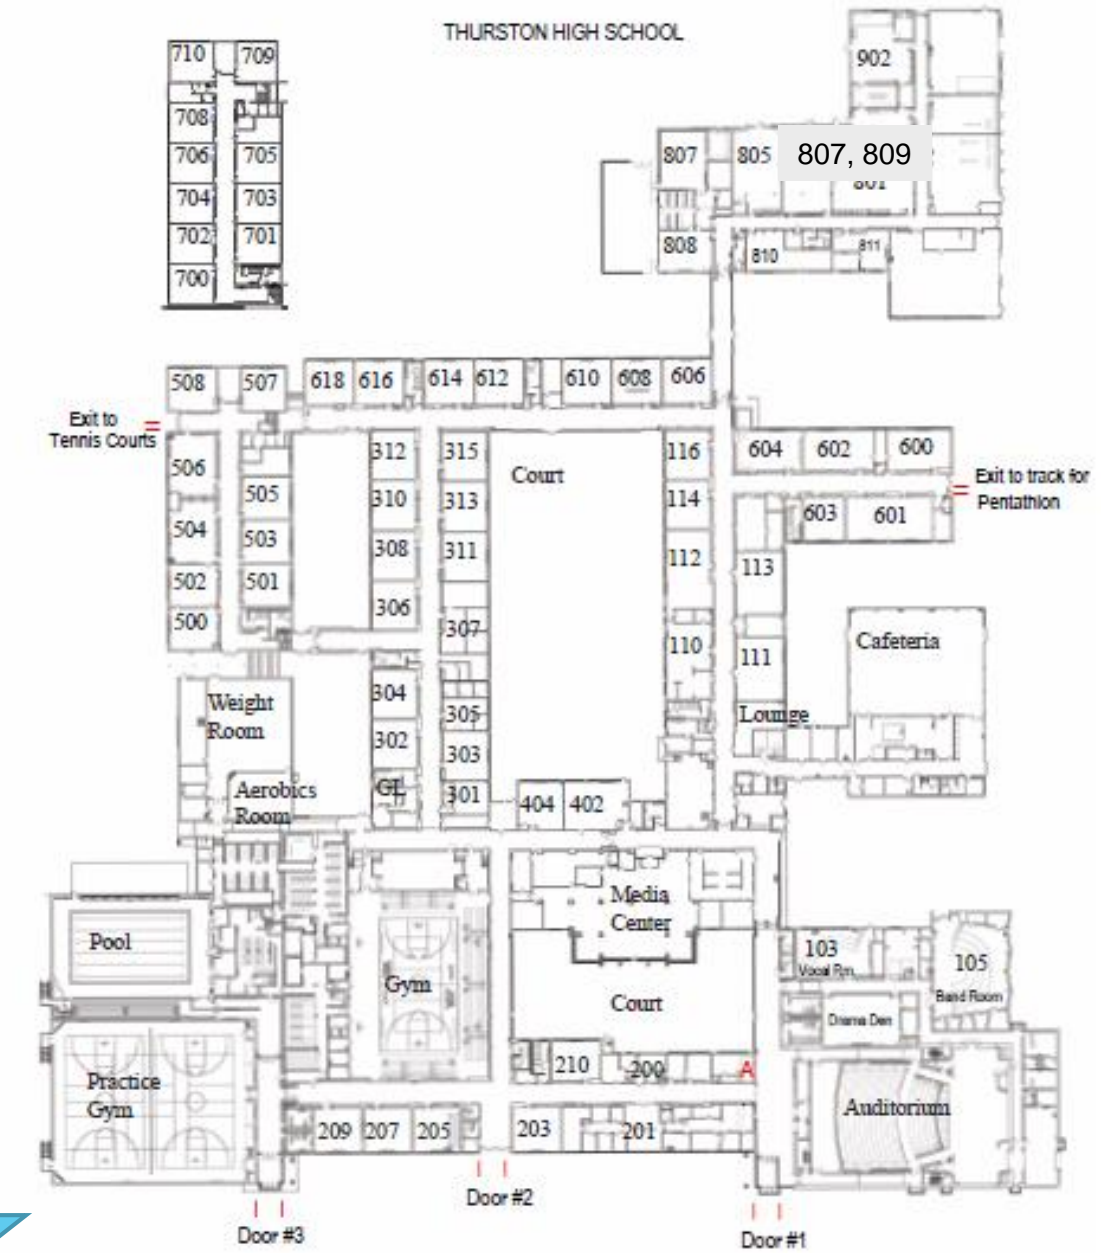 THURSTON HIGH SCHOOL
710 709
708
706 705
704 703
702 701
700
902
807 805 807, 809
801
808 810 811
508 507 618 616 614 612 610 608 606
Exit to
Tennis Courts
506 312 315 Court 116 604 602 600
Exit to track for
Pentathlon
505 310 313 114 603 601
504 503 308 311 112 113
502 501
500 306 307 110 111 Cafeteria
Weight
Room
304 305 Lounge
302 303
Aerobics
Room
GL 301 404 402
Media
Center
Pool Gym 103
Vocal Rm.
105
Band Room
Court Drama Den
210 200 A
Practice
Gym
Auditorium
209 207 205 203 201
Door #2
Door #3 Door #1